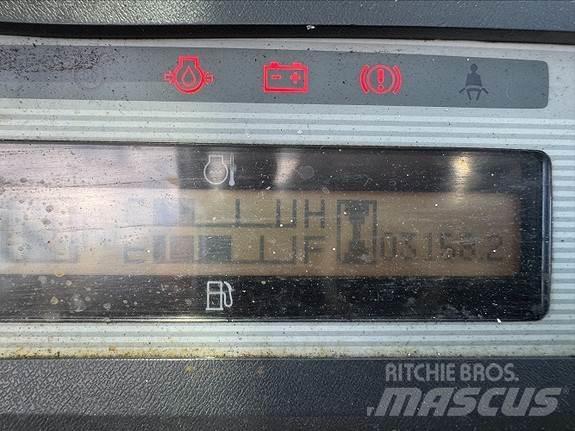 H
E F 03158.2
RITCHIE BROS.
MASCUS